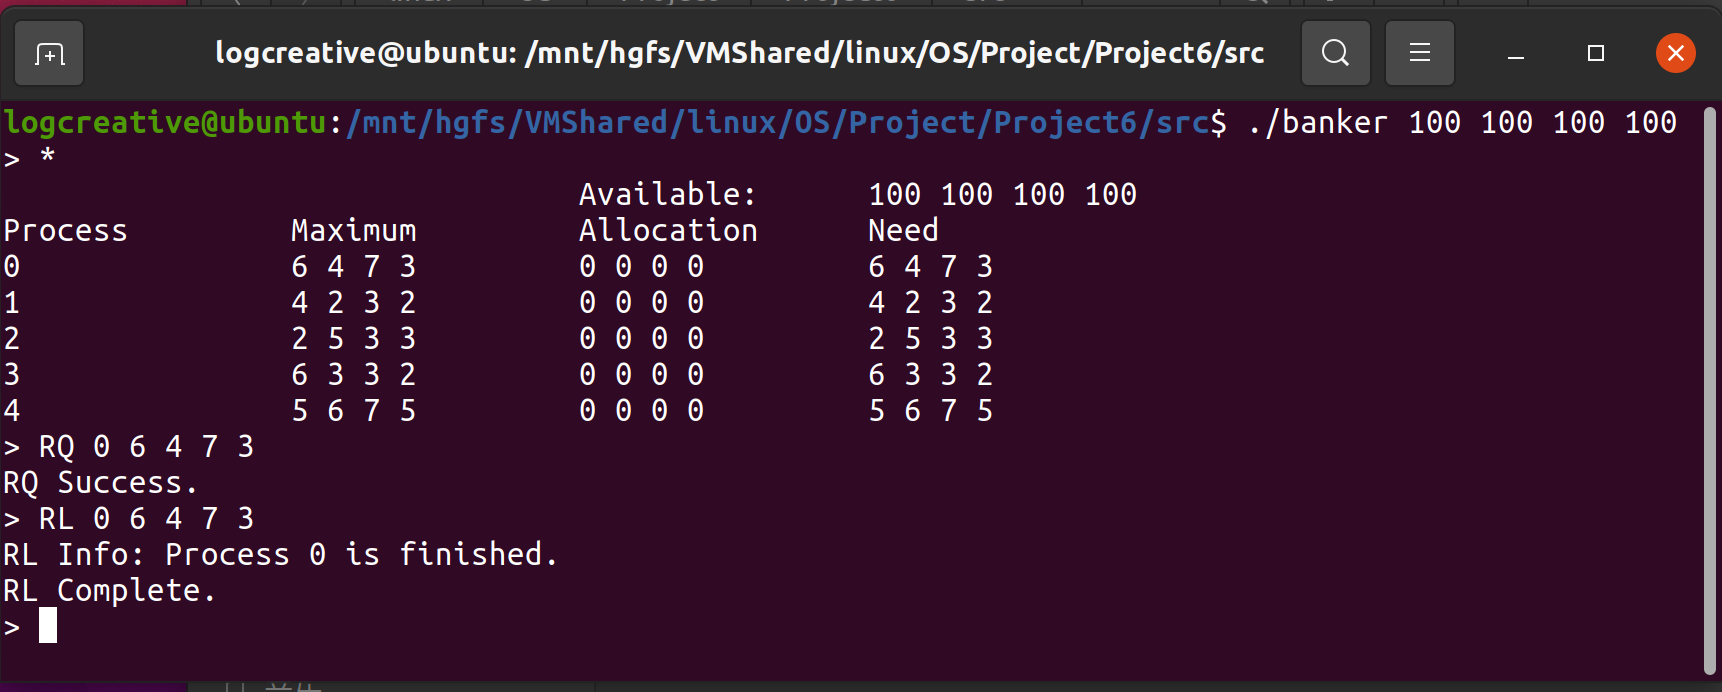 logcreative@ubuntu: /mnt/hgfs/VMShared/linux/OS/Project/Project6/src
logcreative@ubuntu:/mnt/hgfs/VMShared/linux/OS/Project/Project6/src$ ./banker 100 100 100 100
> *
Available: 100 100 100 100
Process Maximum Allocation Need
0 6 4 7 3 0 0 0 0 6 4 7 3
1 4 2 3 2 0 0 0 0 4 2 3 2
2 2 5 3 3 0 0 0 0 2 5 3 3
3 6 3 3 2 0 0 0 0 6 3 3 2
4 5 6 7 5 0 0 0 0 5 6 7 5
> RQ 0 6 4 7 3
RQ Success.
> RL 0 6 4 7 3
RL Info: Process 0 is finished.
RL Complete.
>